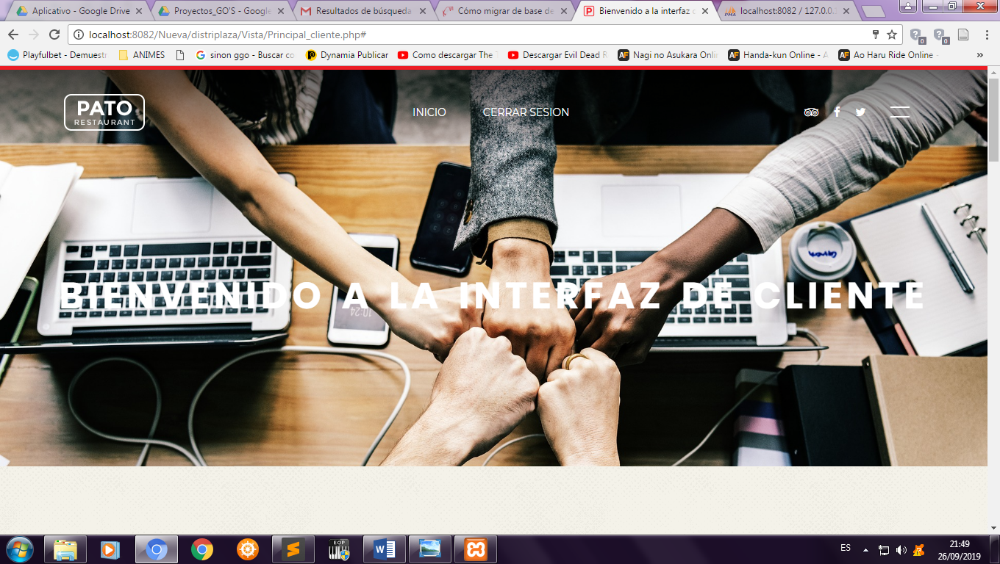 Aplicativo - Google Drive
Proyectos_GO'S - Google
Resultados de búsqueda
Cómo migrar de base de
Bienvenido a la interfaz
localhost:8082 / 127.0.0.
localhost:8082/Nueva/distriplaza/Vista/Principal_cliente.php#
0
0
Playfulbet - Demuestr
ANIMES
sinon ggo - Buscar co
Dynamia Publicar
Como descargar The
Descargar Evil Dead
Nagi no Asukara Onli
Handa-kun Online -
Ao Haru Ride Online -
»
PATO
RESTAURANT
INICIO
CERRAR SESION
BIENVENIDO A LA INTERFAZ DE CLIENTE
10:24
EOP
ES
21:49
26/09/2019